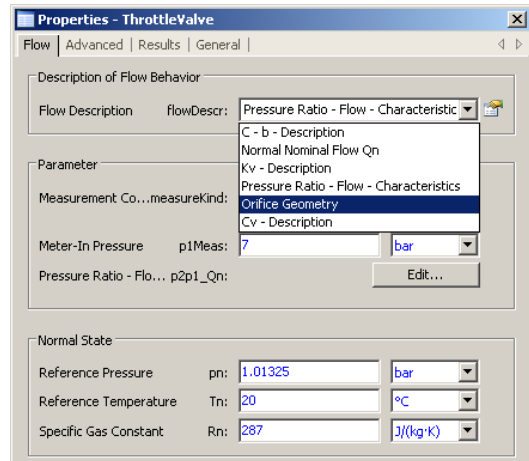 Properties - ThrottleValve
Flow Advanced Results General
Description of Flow Behavior
Flow Description flowDescr: Pressure Ratio - Flow - Characteristic
C - b - Description
Normal Nominal Flow Qn
Kv - Description
Pressure Ratio - Flow - Characteristics
Orifice Geometry
Cv - Description
Parameter
Measurement Co...measureKind:
Meter-In Pressure p1Meas: 7 bar
Pressure Ratio - Flo... p2p1_Qn: Edit...
Normal State
Reference Pressure pn: 1.01325 bar
Reference Temperature Tn: 20 °C
Specific Gas Constant Rn: 287 J/(kg·K)